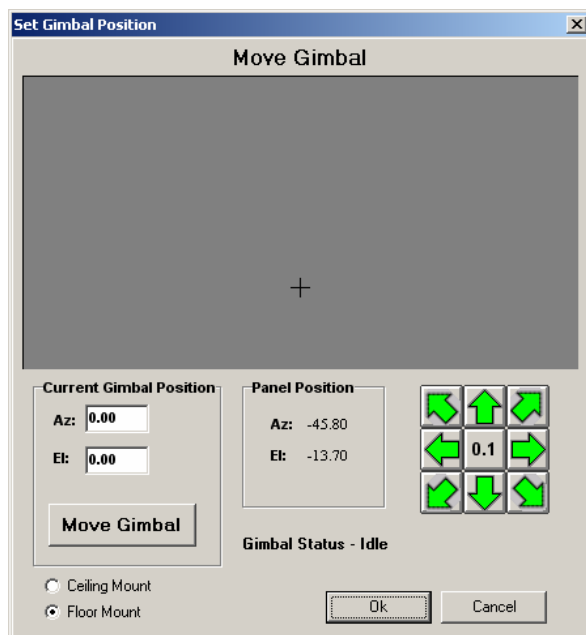 Set Gimbal Position
Move Gimbal
Current Gimbal Position
Az: 0.00
El: 0.00
Move Gimbal
Panel Position
Az: -45.80
El: -13.70
0.1
Gimbal Status - Idle
Ceiling Mount
Floor Mount
Ok
Cancel